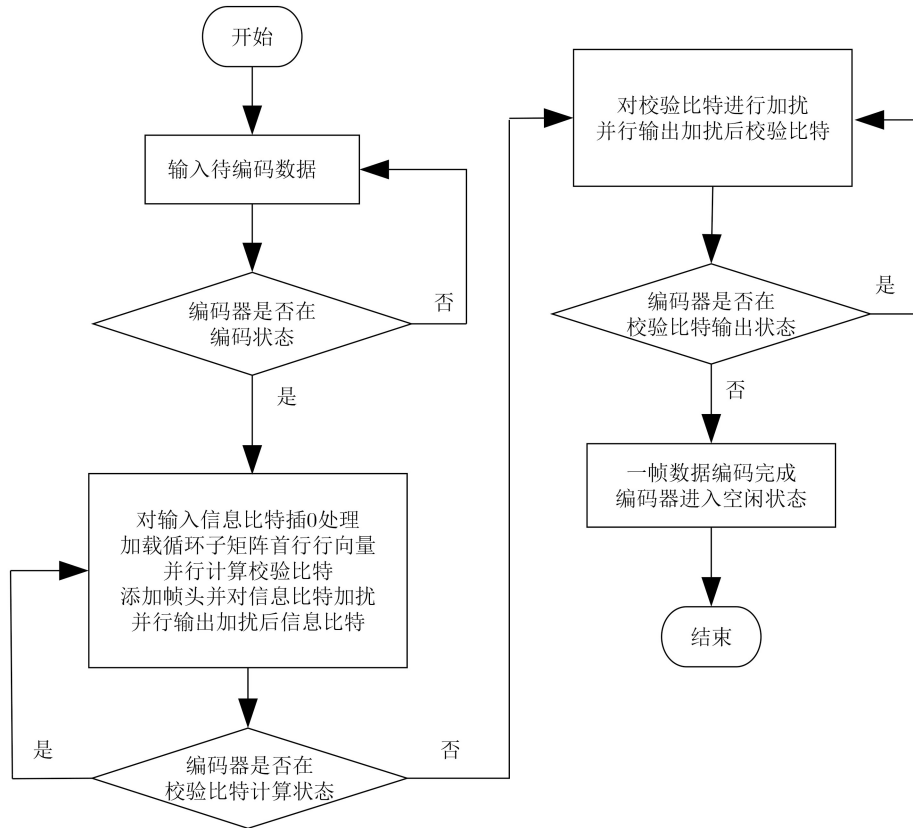 开始
输入待编码数据
编码器是否在
编码状态
否
是
对输入信息比特插0处理
加载循环子矩阵首行行向量
并行计算校验比特
添加帧头并对信息比特加扰
并行输出加扰后信息比特
是
编码器是否在
校验比特计算状态
否
对校验比特进行加扰
并行输出加扰后校验比特
编码器是否在
校验比特输出状态
是
否
一帧数据编码完成
编码器进入空闲状态
结束